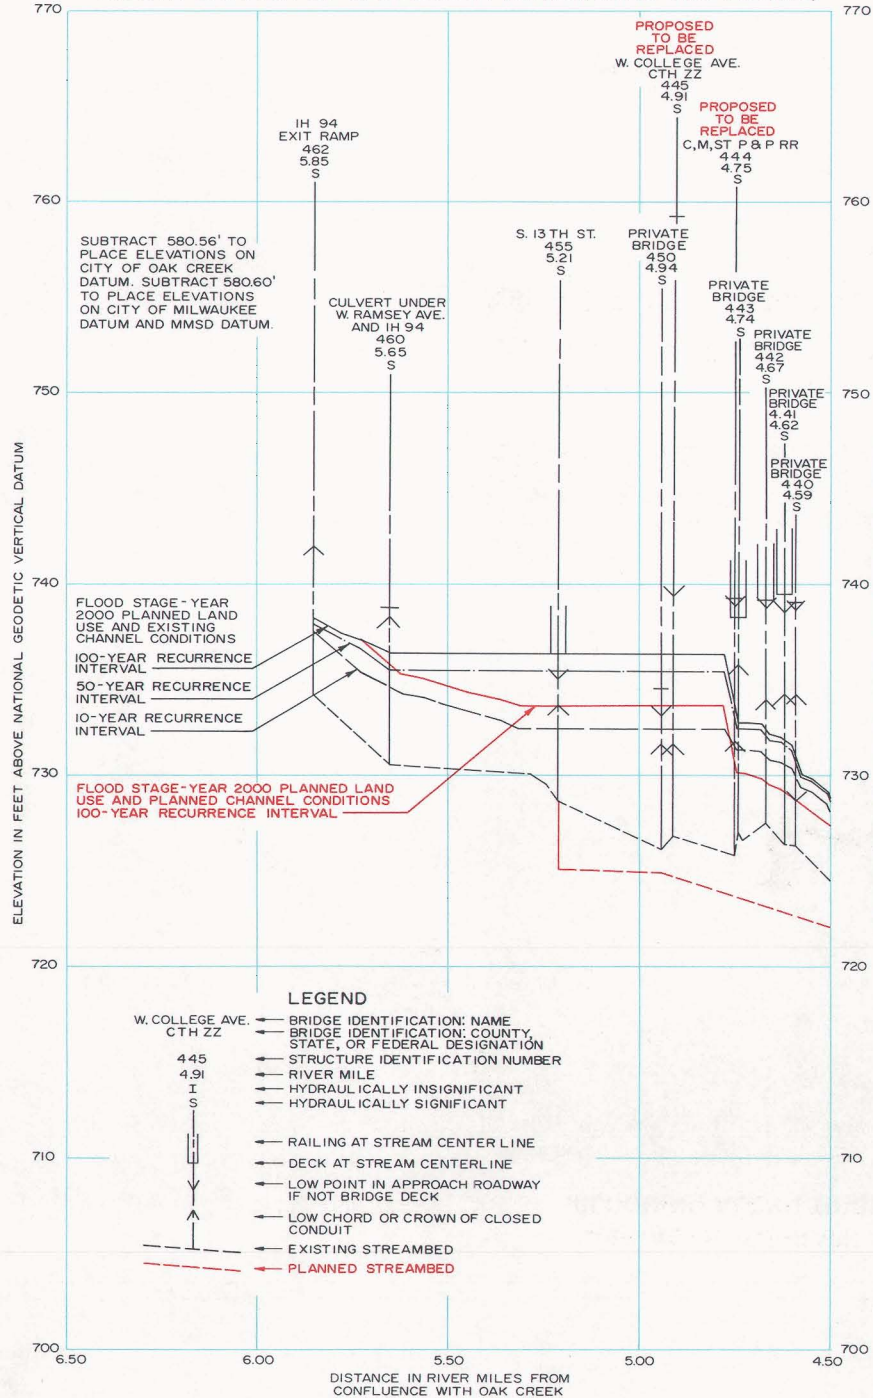 770
770
PROPOSED
TO BE
REPLACED
W. COLLEGE AVE.
CTH ZZ
445
4.91
S
PROPOSED
TO BE
REPLACED
C,M,ST P & P RR
444
4.75
S
IH 94
EXIT RAMP
462
5.85
S
760
760
SUBTRACT 580.56' TO
PLACE ELEVATIONS ON
CITY OF OAK CREEK
DATUM. SUBTRACT 580.60'
TO PLACE ELEVATIONS
ON CITY OF MILWAUKEE
DATUM AND MMSD DATUM.
CULVERT UNDER
W. RAMSEY AVE.
AND IH 94
460
5.65
S
S. 13 TH ST.
455
5.21
S
PRIVATE
BRIDGE
450
4.94
S
PRIVATE
BRIDGE
443
4.74
S
PRIVATE
BRIDGE
442
4.67
S
PRIVATE
BRIDGE
4.41
4.62
S
PRIVATE
BRIDGE
440
4.59
S
750
750
ELEVATION IN FEET ABOVE NATIONAL GEODETIC VERTICAL DATUM
740
740
FLOOD STAGE-YEAR
2000 PLANNED LAND
USE AND EXISTING
CHANNEL CONDITIONS
100-YEAR RECURRENCE
INTERVAL
50-YEAR RECURRENCE
INTERVAL
10-YEAR RECURRENCE
INTERVAL
730
730
FLOOD STAGE-YEAR 2000 PLANNED LAND
USE AND PLANNED CHANNEL CONDITIONS
100-YEAR RECURRENCE INTERVAL
720
720
LEGEND
W. COLLEGE AVE.
BRIDGE IDENTIFICATION: NAME
CTH ZZ
BRIDGE IDENTIFICATION: COUNTY,
STATE, OR FEDERAL DESIGNATION
445
STRUCTURE IDENTIFICATION NUMBER
4.91
RIVER MILE
I
HYDRAULICALLY INSIGNIFICANT
S
HYDRAULICALLY SIGNIFICANT
RAILING AT STREAM CENTER LINE
710
710
DECK AT STREAM CENTERLINE
LOW POINT IN APPROACH ROADWAY
IF NOT BRIDGE DECK
LOW CHORD OR CROWN OF CLOSED
CONDUIT
EXISTING STREAMBED
PLANNED STREAMBED
700
700
6.50
6.00
5.50
5.00
4.50
DISTANCE IN RIVER MILES FROM
CONFLUENCE WITH OAK CREEK